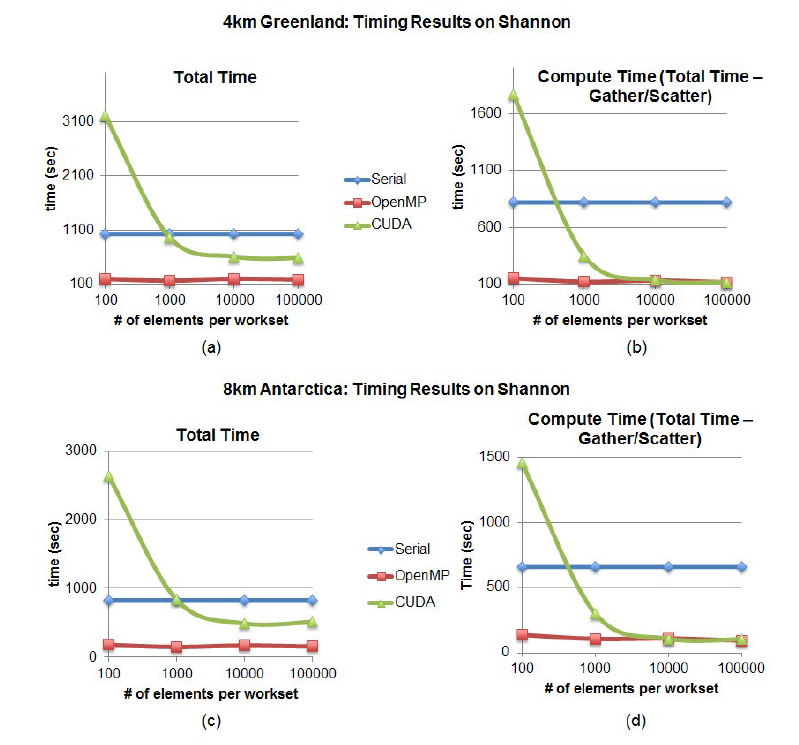 4km Greenland: Timing Results on Shannon
Total Time
3100
2100
1100
100
time (sec)
100 1000 10000 100000
# of elements per workset
(a)
Serial
OpenMP
CUDA
Compute Time (Total Time –
Gather/Scatter)
1600
1100
600
100
time (sec)
100 1000 10000 100000
# of elements per workset
(b)
8km Antarctica: Timing Results on Shannon
Total Time
3000
2000
1000
0
time (sec)
100 1000 10000 100000
# of elements per workset
(c)
Serial
OpenMP
CUDA
Compute Time (Total Time –
Gather/Scatter)
1500
1000
500
0
Time (sec)
100 1000 10000 100000
# of elements per workset
(d)